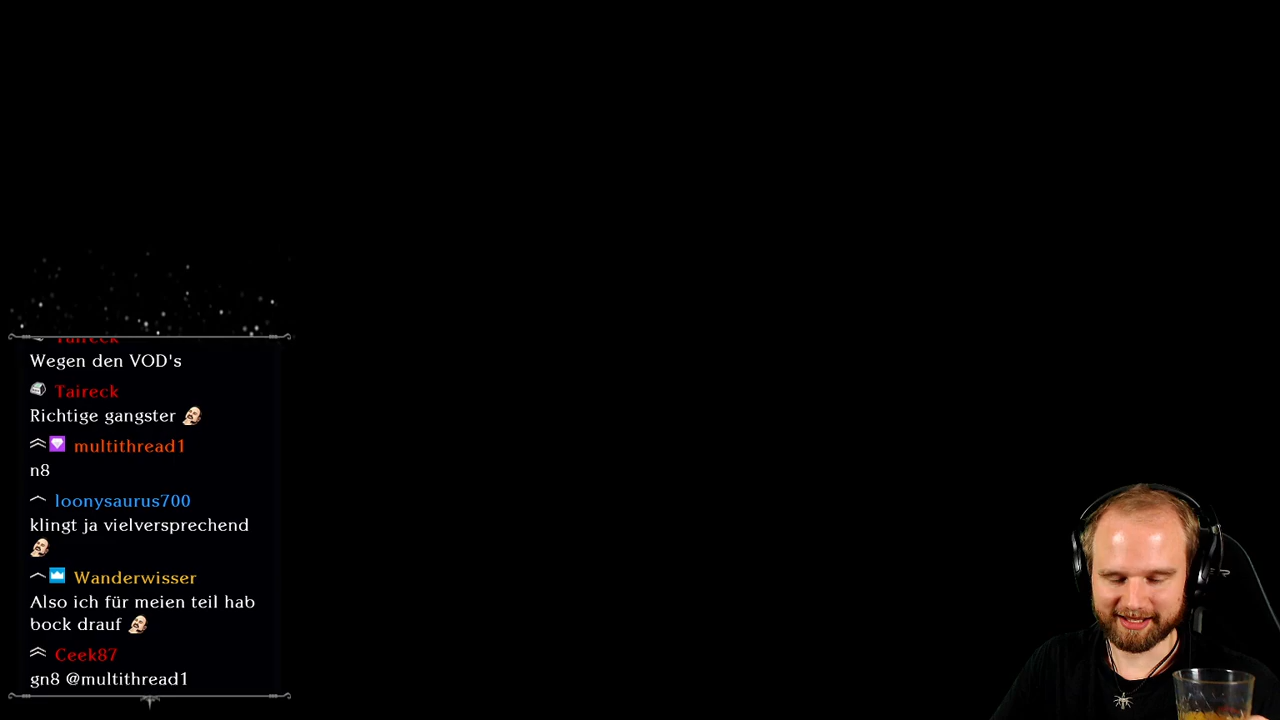 Taireck
Wegen den VOD's
Taireck
Richtige gangster
multithread1
n8
loonysaurus700
klingt ja vielversprechend
Wanderwisser
Also ich für meien teil hab
bock drauf
Ceek87
gn8 @multithread1